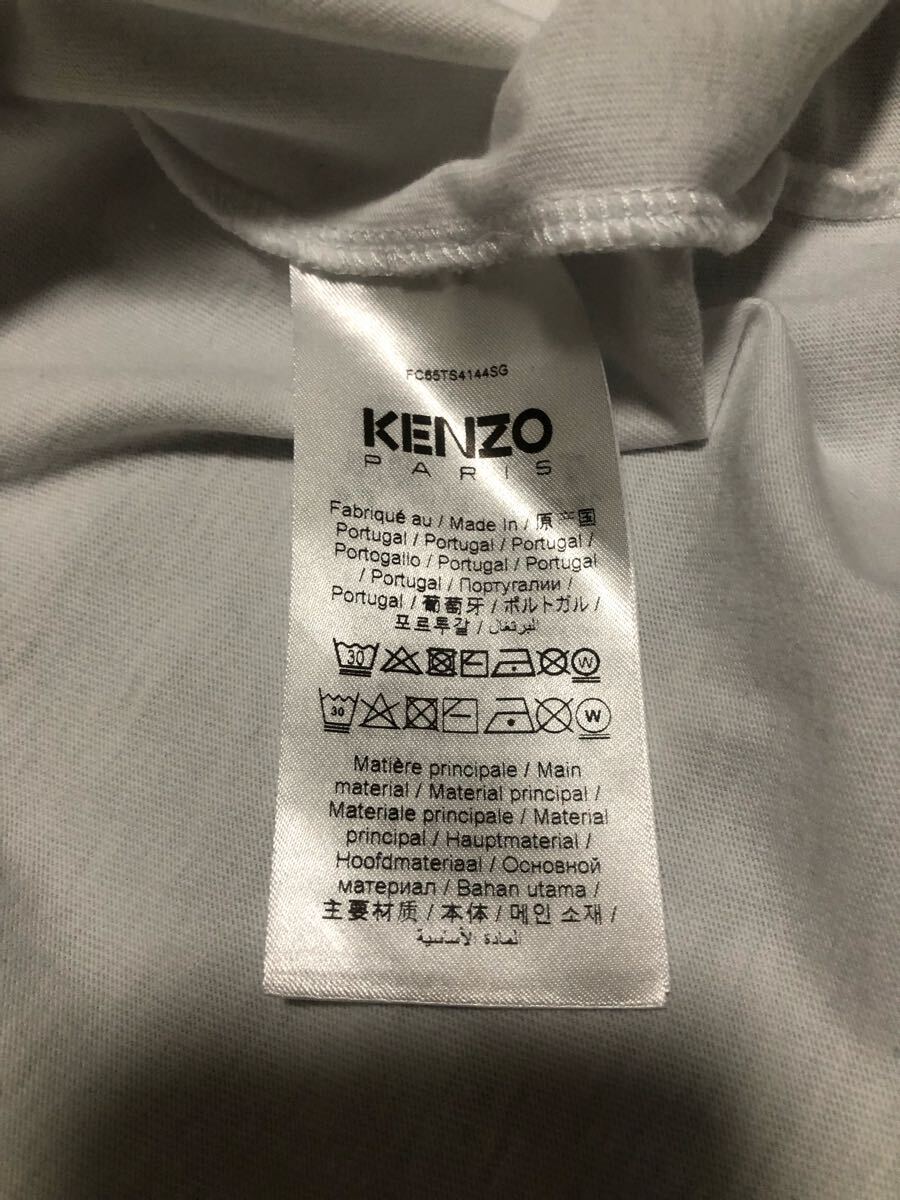 FC65TS4144SG
KENZO
PARIS
Fabriqué au / Made In / 原产国
Portugal / Portugal / Portugal /
Portogallo / Portugal / Portugal
/ Portugal / Португалии /
Portugal / 葡萄牙 / ポルトガル /
포르투갈 / البرتغال
30 W
30 W
Matière principale / Main
material / Material principal /
Materiale principale / Material
principal / Hauptmaterial /
Hoofdmateriaal / Основной
материал / Bahan utama /
主要材质 / 本体 / 메인 소재 /
المادة الأساسية